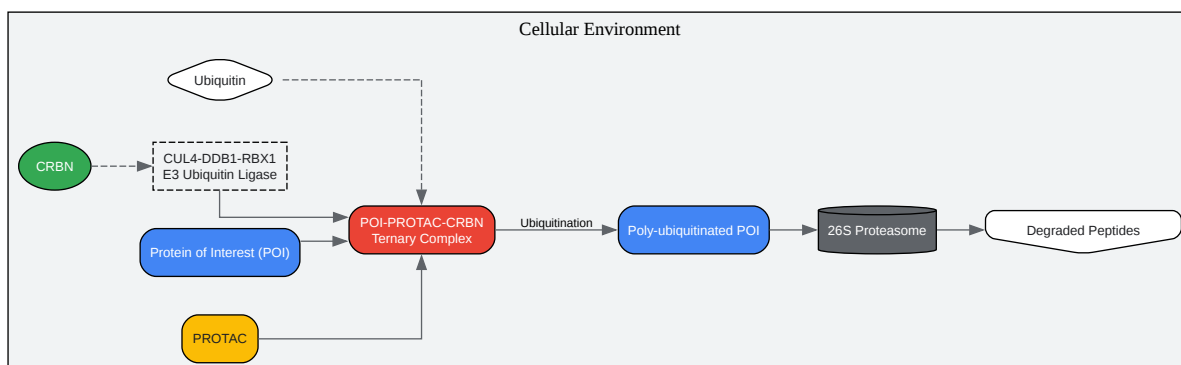 Cellular Environment
Ubiquitin
CRBN
CUL4-DDB1-RBX1
E3 Ubiquitin Ligase
Protein of Interest (POI)
PROTAC
POI-PROTAC-CRBN
Ternary Complex
Ubiquitination
Poly-ubiquitinated POI
26S Proteasome
Degraded Peptides